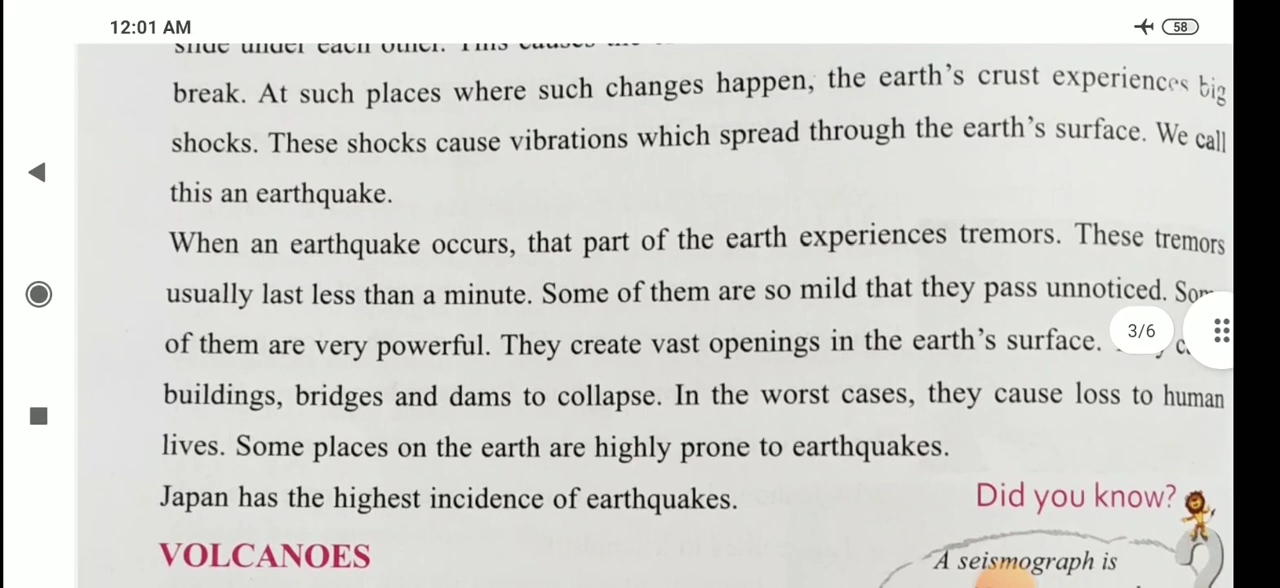 12:01 AM
58
slide under each other. This causes
break. At such places where such changes happen, the earth's crust experiences big
shocks. These shocks cause vibrations which spread through the earth's surface. We call
this an earthquake.
When an earthquake occurs, that part of the earth experiences tremors. These tremors
usually last less than a minute. Some of them are so mild that they pass unnoticed.
3/6
of them are very powerful. They create vast openings in the earth's surface.
buildings, bridges and dams to collapse. In the worst cases, they cause loss to human
lives. Some places on the earth are highly prone to earthquakes.
Japan has the highest incidence of earthquakes.
Did you know?
VOLCANOES
A seismograph is